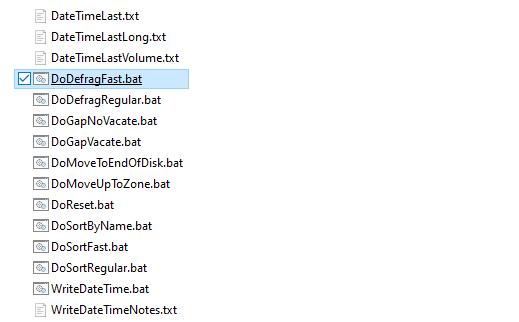 DateTimeLast.txt
DateTimeLastLong.txt
DateTimeLastVolume.txt
DoDefragFast.bat
DoDefragRegular.bat
DoGapNoVacate.bat
DoGapVacate.bat
DoMoveToEndOfDisk.bat
DoMoveUpToZone.bat
DoReset.bat
DoSortByName.bat
DoSortFast.bat
DoSortRegular.bat
WriteDateTime.bat
WriteDateTimeNotes.txt